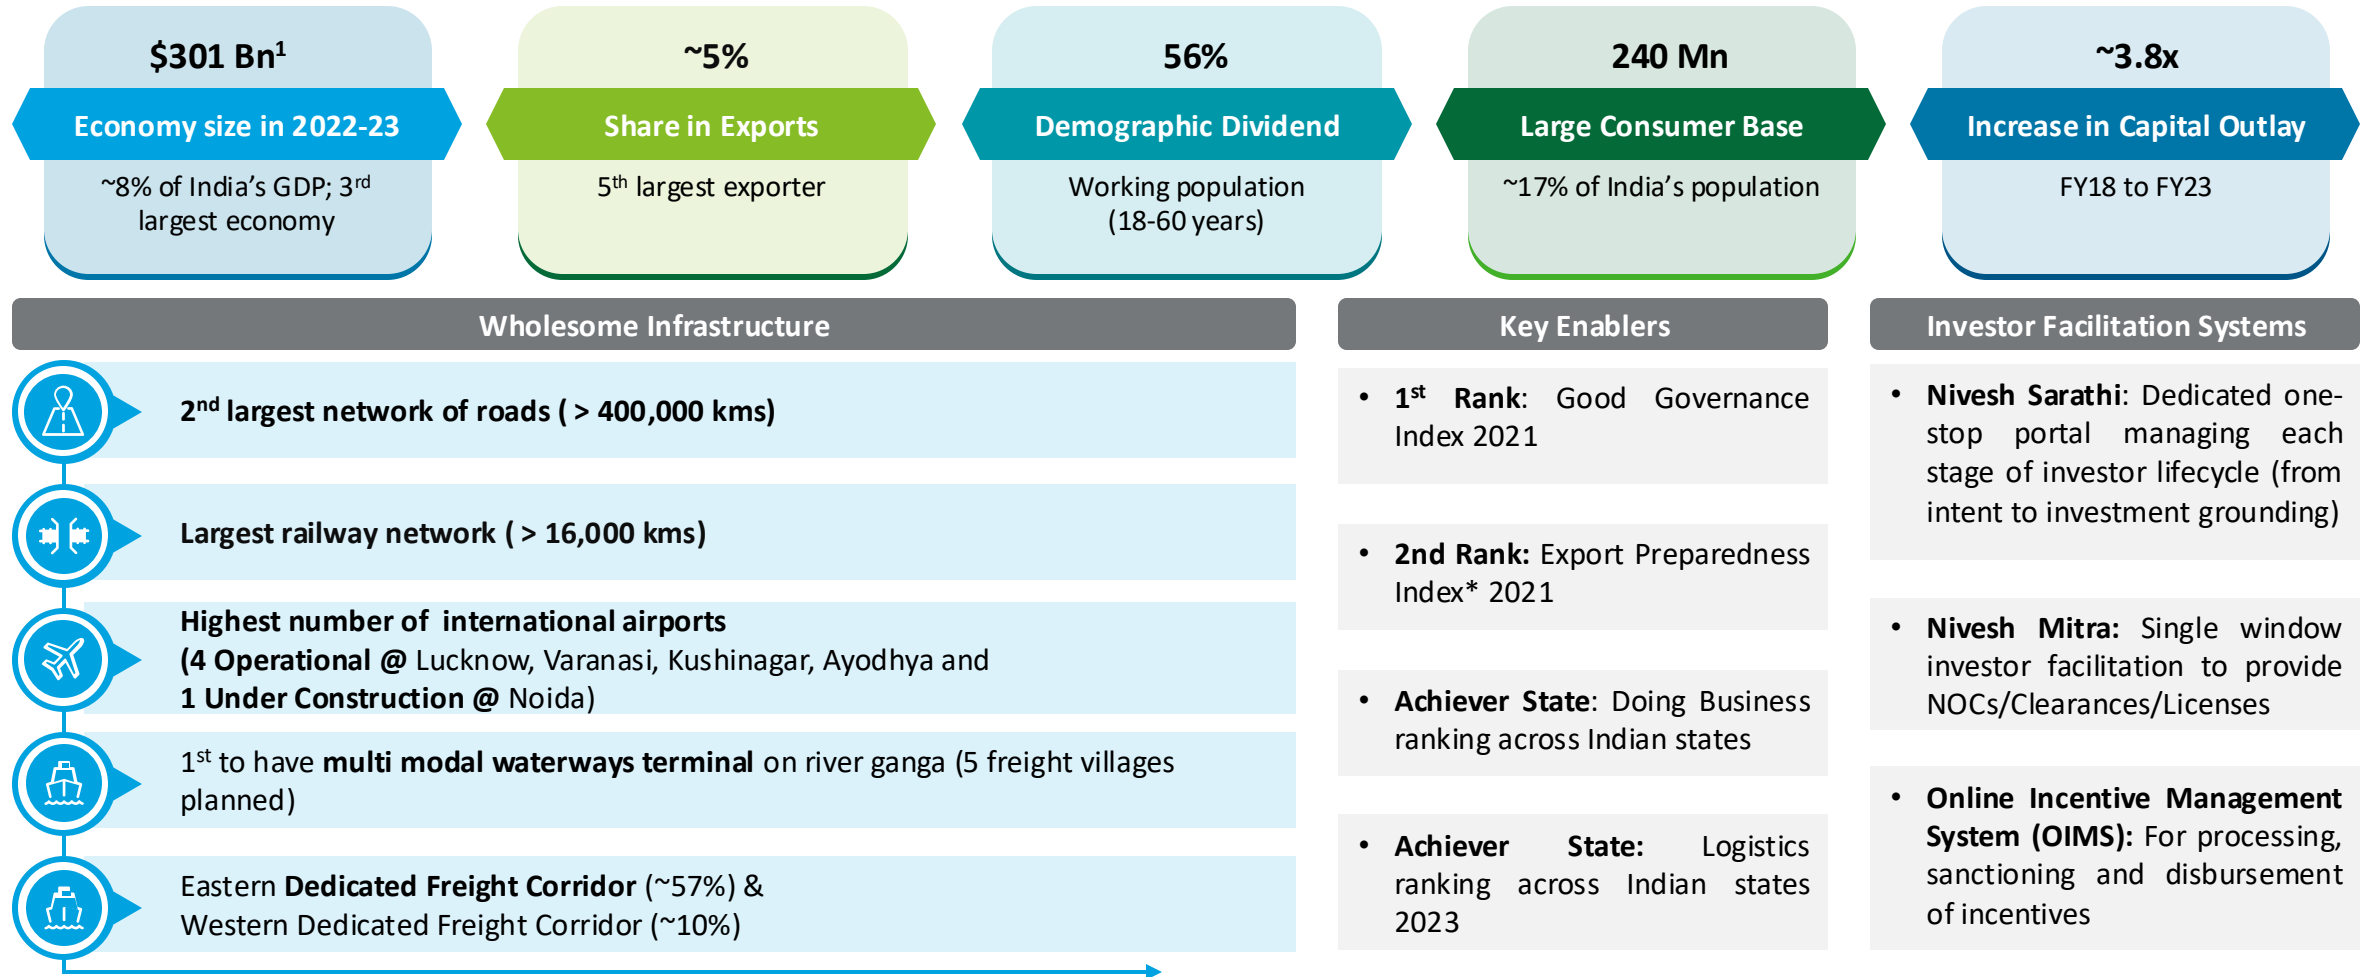 $301 Bn¹
Economy size in 2022-23
~8% of India's GDP; 3rd
largest economy
~5%
Share in Exports
5th largest exporter
56%
Demographic Dividend
Working population
(18-60 years)
240 Mn
Large Consumer Base
~17% of India's population
~3.8x
Increase in Capital Outlay
FY18 to FY23
Wholesome Infrastructure
2nd largest network of roads ( > 400,000 kms)
Largest railway network ( > 16,000 kms)
Highest number of international airports
(4 Operational @ Lucknow, Varanasi, Kushinagar, Ayodhya and
1 Under Construction @ Noida)
1st to have multi modal waterways terminal on river ganga (5 freight villages
planned)
Eastern Dedicated Freight Corridor (~57%) &
Western Dedicated Freight Corridor (~10%)
Key Enablers
• 1st Rank: Good Governance
Index 2021
• 2nd Rank: Export Preparedness
Index* 2021
• Achiever State: Doing Business
ranking across Indian states
• Achiever State: Logistics
ranking across Indian states
2023
Investor Facilitation Systems
• Nivesh Sarathi: Dedicated one-
stop portal managing each
stage of investor lifecycle (from
intent to investment grounding)
• Nivesh Mitra: Single window
investor facilitation to provide
NOCs/Clearances/Licenses
• Online Incentive Management
System (OIMS): For processing,
sanctioning and disbursement
of incentives